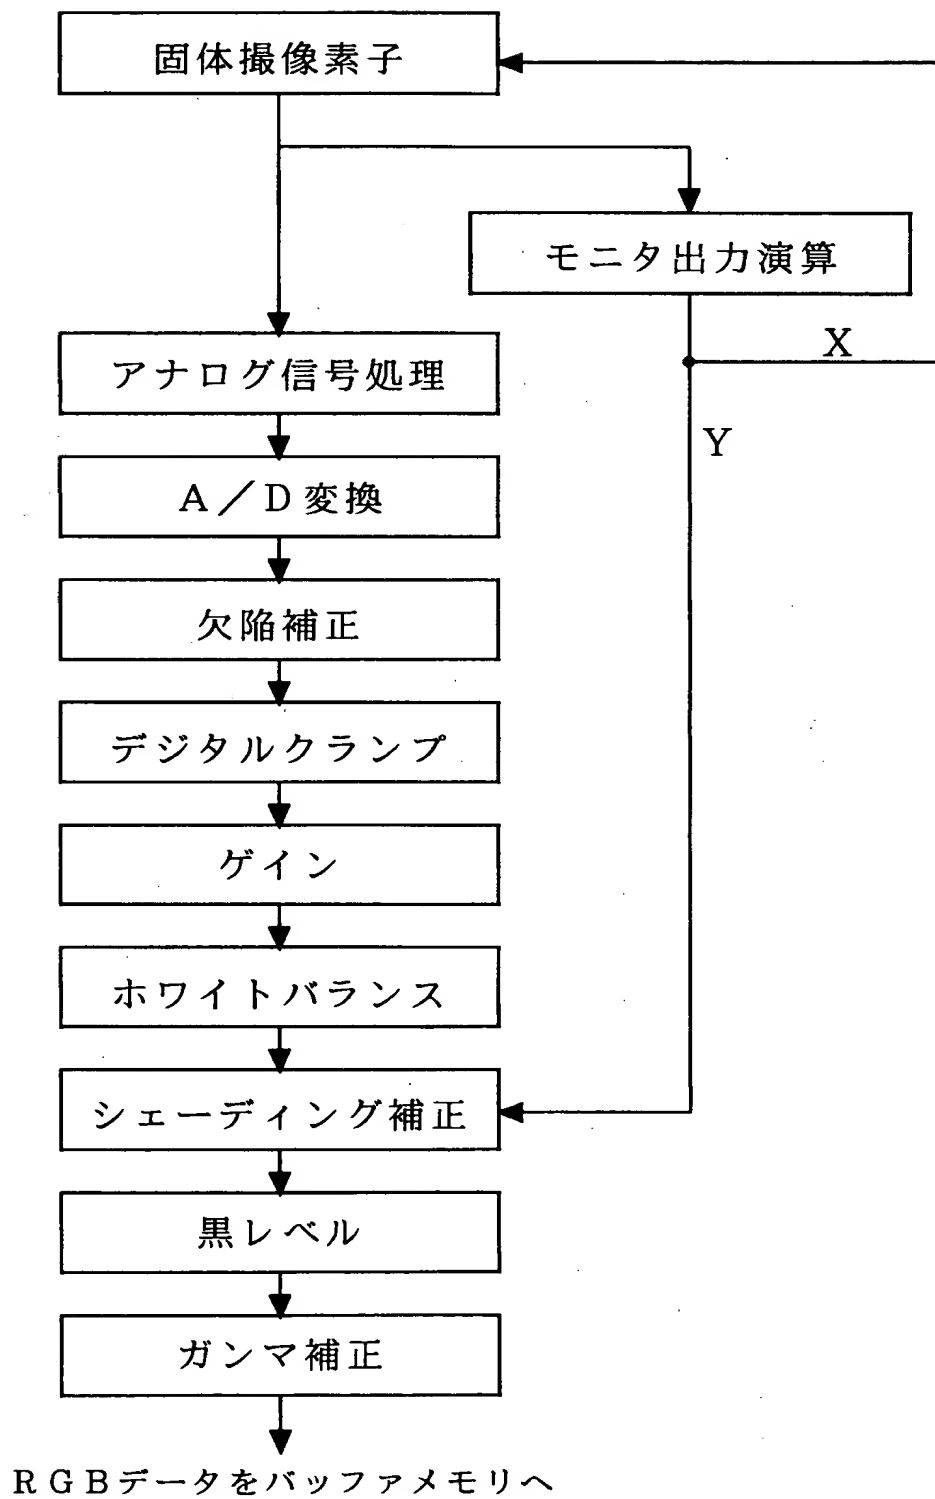 固体撮像素子
モニタ出力演算
X
Y
アナログ信号処理
A／D変換
欠陥補正
デジタルクランプ
ゲイン
ホワイトバランス
シェーディング補正
黒レベル
ガンマ補正
RGBデータをバッファメモリへ